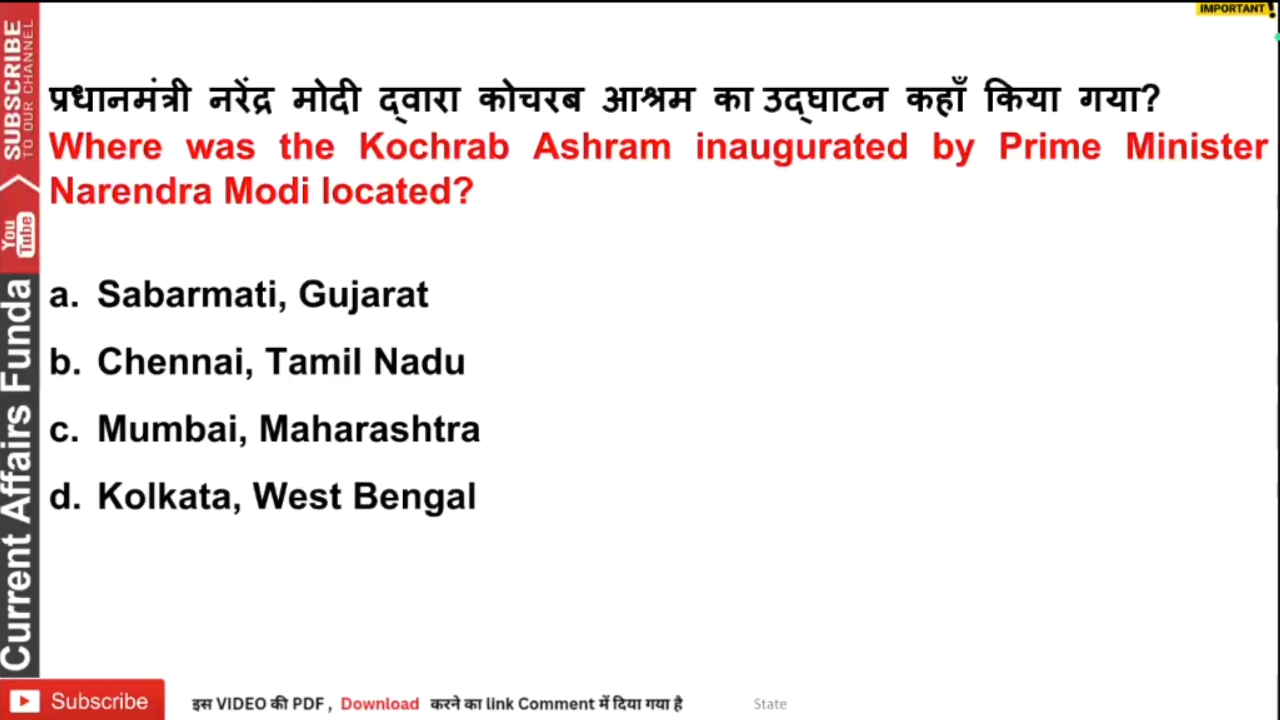 IMPORTANT !
प्रधानमंत्री नरेंद्र मोदी द्वारा कोचरब आश्रम का उद्घाटन कहाँ किया गया?
Where was the Kochrab Ashram inaugurated by Prime Minister
Narendra Modi located?
a. Sabarmati, Gujarat
b. Chennai, Tamil Nadu
c. Mumbai, Maharashtra
d. Kolkata, West Bengal
SUBSCRIBE
TO OUR CHANNEL
You
Tube
Current Affairs Funda
Subscribe
इस VIDEO की PDF , Download करने का link Comment में दिया गया है
State